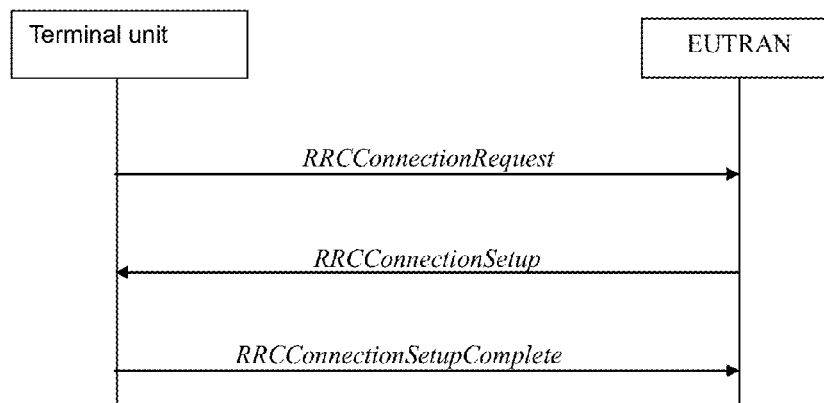 Terminal unit
EUTRAN
RRCConnectionRequest
RRCConnectionSetup
RRCConnectionSetupComplete